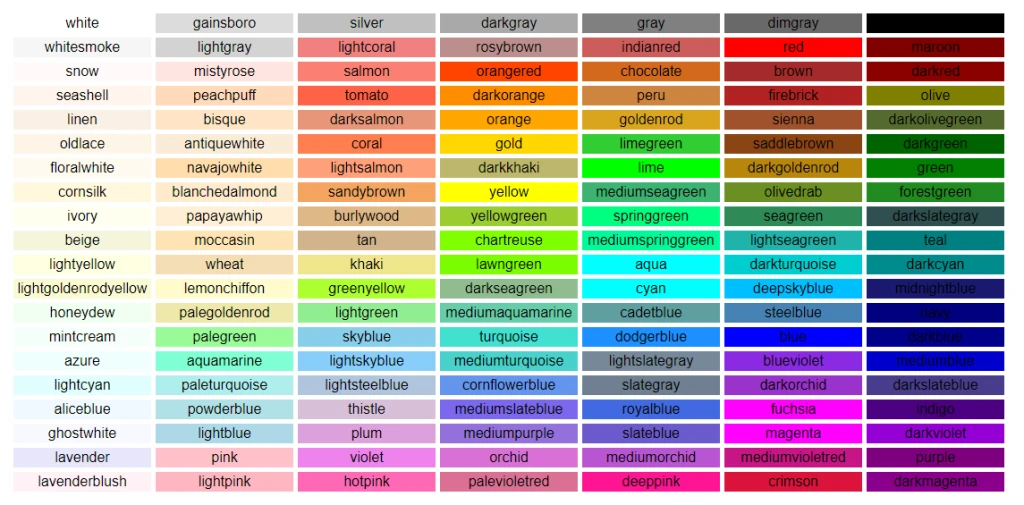 white gainsboro silver darkgray gray dimgray
whitesmoke lightgray lightcoral rosybrown indianred red maroon
snow mistyrose salmon orangered chocolate brown darkred
seashell peachpuff tomato darkorange peru firebrick olive
linen bisque darksalmon orange goldenrod sienna darkolivegreen
oldlace antiquewhite coral gold limegreen saddlebrown darkgreen
floralwhite navajowhite lightsalmon darkkhaki lime darkgoldenrod green
cornsilk blanchedalmond sandybrown yellow mediumseagreen olivedrab forestgreen
ivory papayawhip burlywood yellowgreen springgreen seagreen darkslategray
beige moccasin tan chartreuse mediumspringgreen lightseagreen teal
lightyellow wheat khaki lawngreen aqua darkturquoise darkcyan
lightgoldenrodyellow lemonchiffon greenyellow darkseagreen cyan deepskyblue midnightblue
honeydew palegoldenrod lightgreen mediumaquamarine cadetblue steelblue navy
mintcream palegreen skyblue turquoise dodgerblue blue darkblue
azure aquamarine lightskyblue mediumturquoise lightslategray blueviolet mediumblue
lightcyan paleturquoise lightsteelblue cornflowerblue slategray darkorchid darkslateblue
aliceblue powderblue thistle mediumslateblue royalblue fuchsia indigo
ghostwhite lightblue plum mediumpurple slateblue magenta darkviolet
lavender pink violet orchid mediumorchid mediumvioletred purple
lavenderblush lightpink hotpink palevioletred deeppink crimson darkmagenta